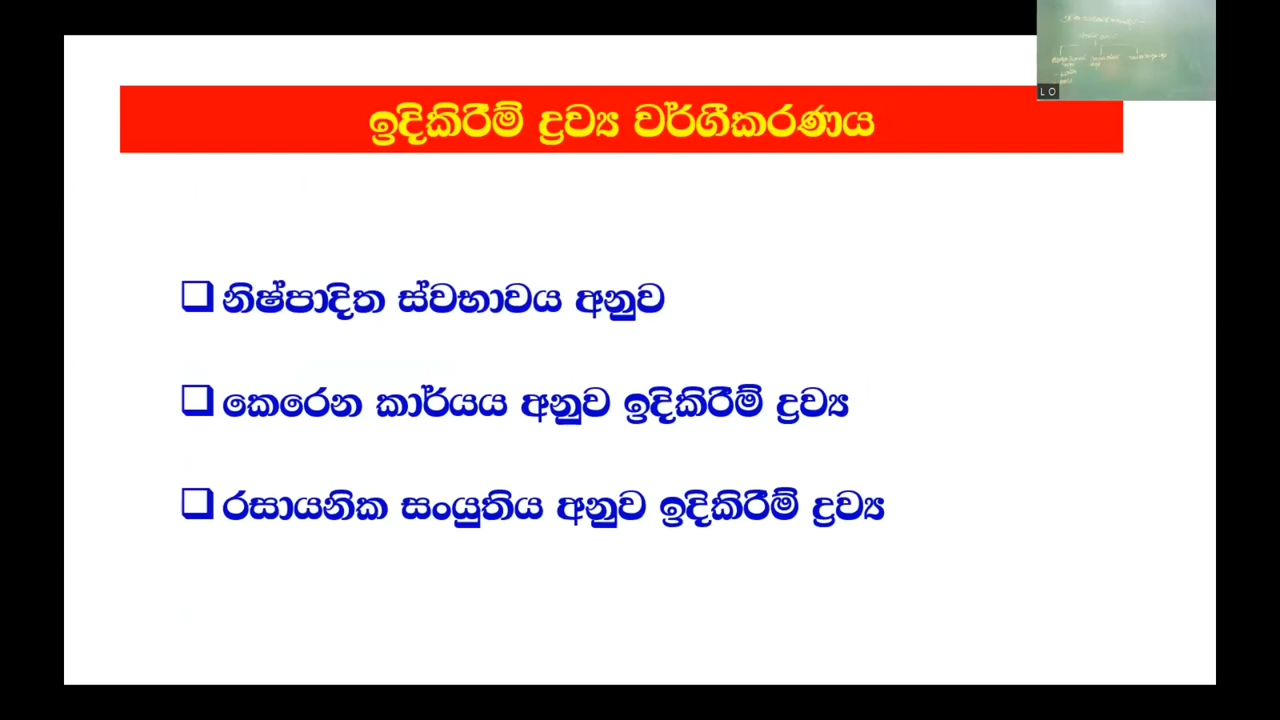 ඉදිකිරීම් ද්‍රව්‍ය වර්ගීකරණය
නිෂ්පාදිත ස්වභාවය අනුව
කෙරෙන කාර්යය අනුව ඉදිකිරීම් ද්‍රව්‍ය
රසායනික සංයුතිය අනුව ඉදිකිරීම් ද්‍රව්‍ය
L O